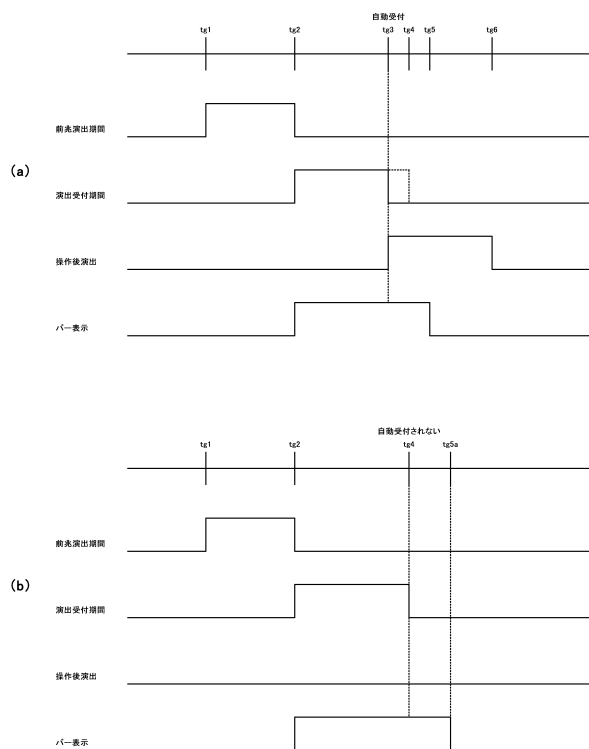 自動受付
tg1 tg2 tg3 tg4 tg5 tg6
前兆演出期間
(a)
演出受付期間
操作後演出
バー表示
自動受付されない
tg1 tg2 tg4 tg5a
前兆演出期間
(b)
演出受付期間
操作後演出
バー表示